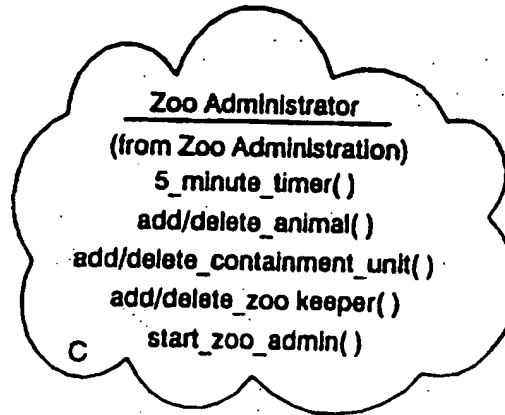 Zoo Administrator
(from Zoo Administration)
5_minute_timer( )
add/delete_animal( )
add/delete_containment_unit( )
add/delete_zoo keeper( )
start_zoo_admin( )
C